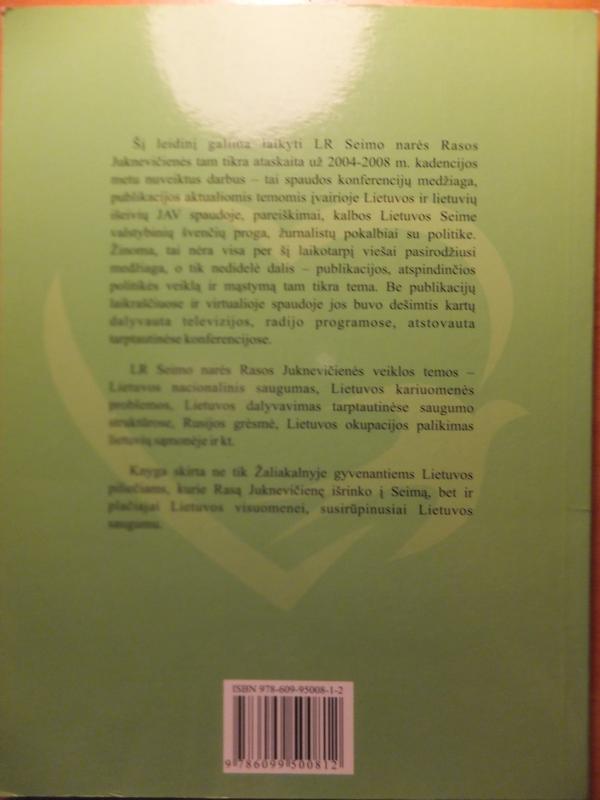 Šį leidinį galima laikyti LR Seimo narės Rasos
Juknevičienės tam tikra ataskaita už 2004-2008 m. kadencijos
metu nuveiktus darbus – tai spaudos konferencijų medžiaga,
publikacijos aktualiomis temomis įvairioje Lietuvos ir lietuvių
išeivių JAV spaudoje, pareiškimai, kalbos Lietuvos Seime
valstybinių švenčių proga, žurnalistų pokalbiai su politike.
Žinoma, tai nėra visa per šį laikotarpį viešai pasirodžiusi
medžiaga, o tik nedidelė dalis – publikacijos, atspindinčios
politikės veiklą ir mąstymą tam tikra tema. Be publikacijų
laikraščiuose ir virtualioje spaudoje jos buvo dešimtis kartų
dalyvauta televizijos, radijo programose, atstovauta
tarptautinėse konferencijose.
LR Seimo narės Rasos Juknevičienės veiklos temos –
Lietuvos nacionalinis saugumas, Lietuvos kariuomenės
problemos, Lietuvos dalyvavimas tarptautinėse saugumo
struktūrose, Rusijos grėsmė, Lietuvos okupacijos palikimas
lietuvių sąmonėje ir kt.
Knyga skirta ne tik Žaliakalnyje gyvenantiems Lietuvos
piliečiams, kurie Rasą Juknevičienę išrinko į Seimą, bet ir
plačiajai Lietuvos visuomenei, susirūpinusiai Lietuvos
saugumu.
ISBN 978-609-95008-1-2
9 786099 500812